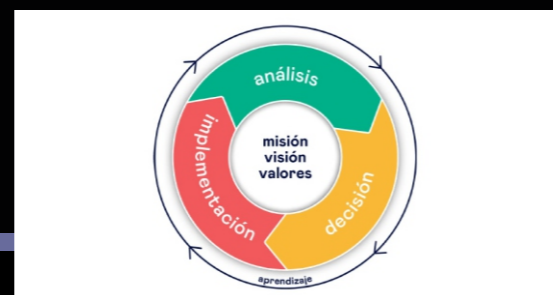 análisis
misión
visión
valores
implementación
decisión
aprendizaje